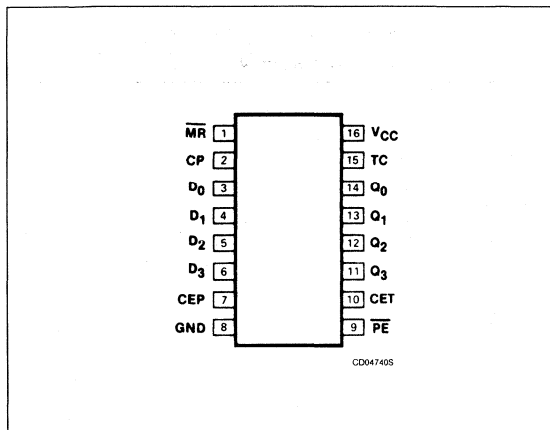 MR 1 16 VCC
CP 2 15 TC
D0 3 14 Q0
D1 4 13 Q1
D2 5 12 Q2
D3 6 11 Q3
CEP 7 10 CET
GND 8 9 PE
CD04740S